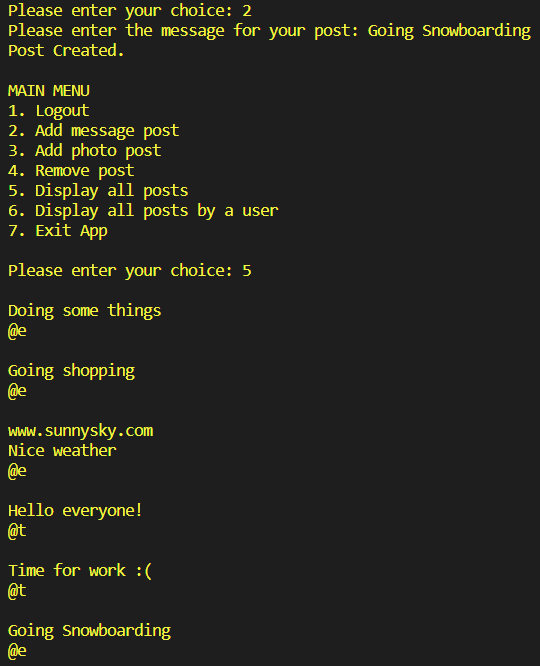 Please enter your choice: 2
Please enter the message for your post: Going Snowboarding
Post Created.
MAIN MENU
1. Logout
2. Add message post
3. Add photo post
4. Remove post
5. Display all posts
6. Display all posts by a user
7. Exit App
Please enter your choice: 5
Doing some things
@e
Going shopping
@e
www.sunnysky.com
Nice weather
@e
Hello everyone!
@t
Time for work :(
@t
Going Snowboarding
@e